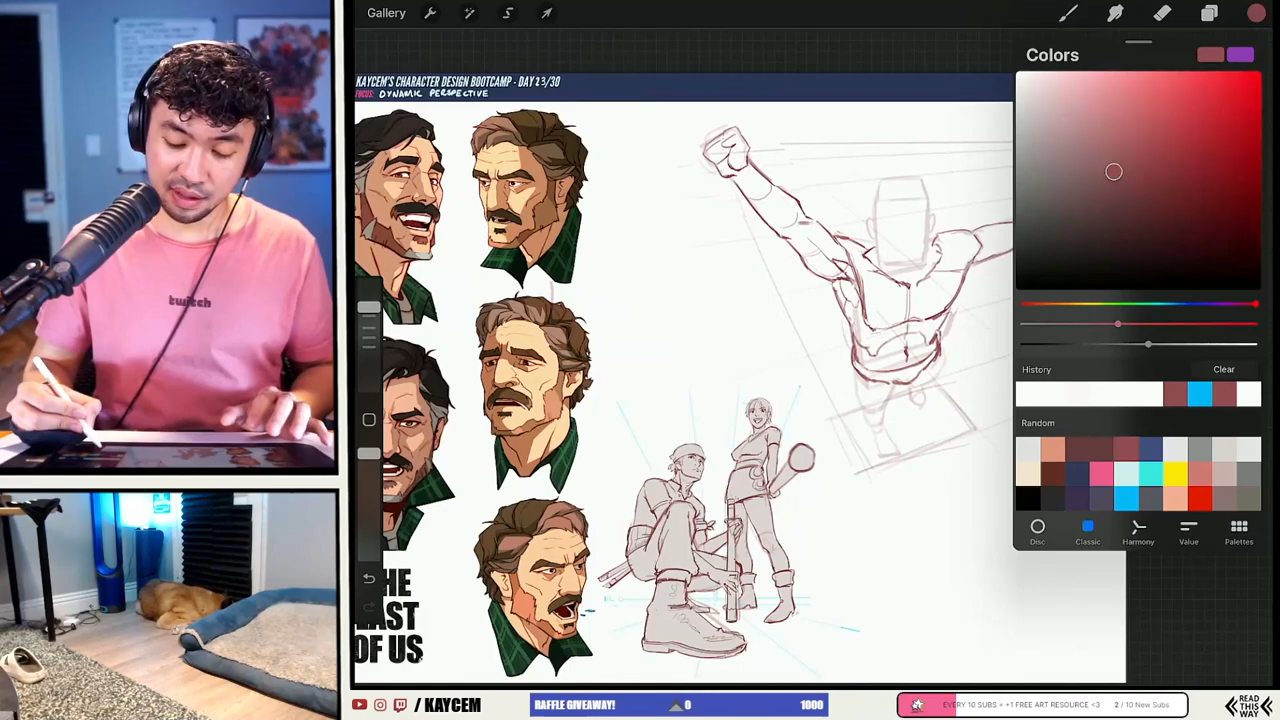 Gallery
Colors
KAYCEM'S CHARACTER DESIGN BOOTCAMP - DAY 23/30
FOCUS: DYNAMIC PERSPECTIVE
twitch
History
Clear
Random
Disc
Classic
Harmony
Value
Palettes
THE
LAST
OF US
/ KAYCEM
RAFFLE GIVEAWAY!
0
1000
EVERY 10 SUBS = +1 FREE ART RESOURCE <3
2 / 10 New Subs
READ
THIS
WAY